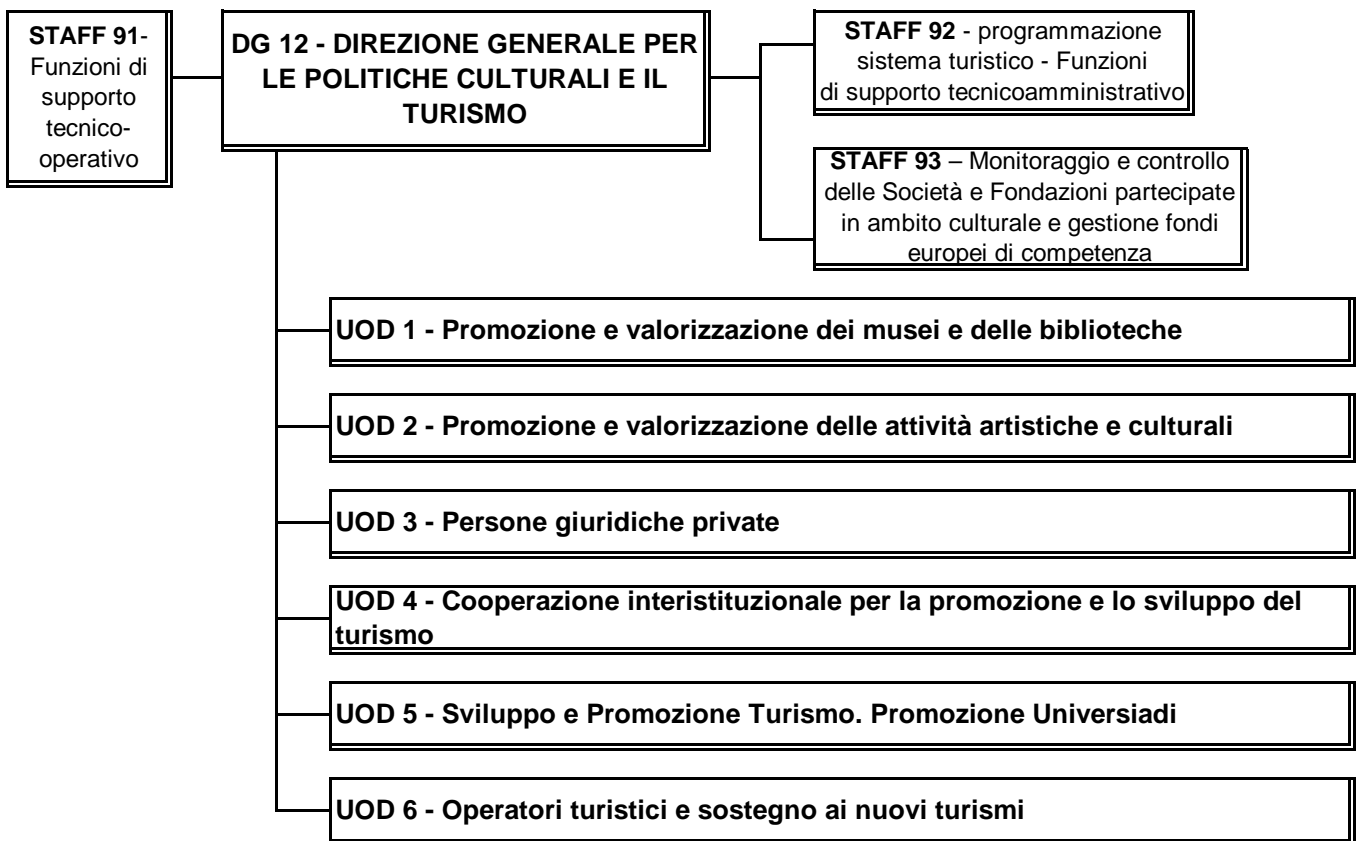 STAFF 91-
Funzioni di
supporto
tecnico-
operativo
DG 12 - DIREZIONE GENERALE PER
LE POLITICHE CULTURALI E IL
TURISMO
STAFF 92 - programmazione
sistema turistico - Funzioni
di supporto tecnicoamministrativo
STAFF 93 – Monitoraggio e controllo
delle Società e Fondazioni partecipate
in ambito culturale e gestione fondi
europei di competenza
UOD 1 - Promozione e valorizzazione dei musei e delle biblioteche
UOD 2 - Promozione e valorizzazione delle attività artistiche e culturali
UOD 3 - Persone giuridiche private
UOD 4 - Cooperazione interistituzionale per la promozione e lo sviluppo del
turismo
UOD 5 - Sviluppo e Promozione Turismo. Promozione Universiadi
UOD 6 - Operatori turistici e sostegno ai nuovi turismi